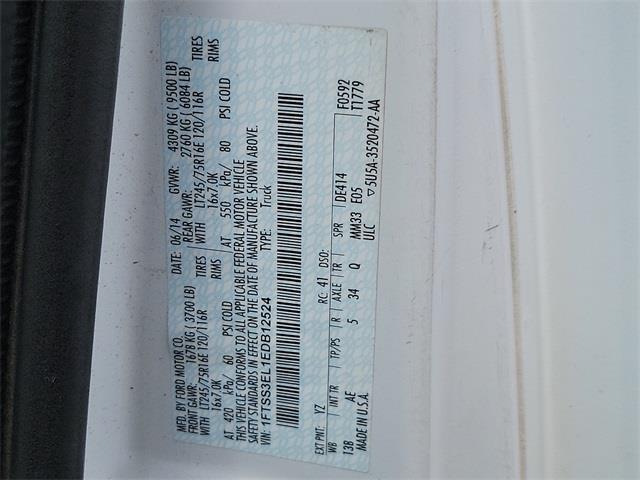 MFD. BY FORD MOTOR CO.
DATE: 06/14 GVWR: 4309 KG ( 9500 LB)
FRONT GAWR: 1678 KG (3700 LB) REAR GAWR: 2760 KG ( 6084 LB)
WITH LT245/75R16E 120/116R TIRES WITH LT245/75R16E 120/116R TIRES
16x7.0K RIMS 16x7.0K RIMS
AT 420 kPa/ 60 PSI COLD AT 550 kPa/ 80 PSI COLD
THIS VEHICLE CONFORMS TO ALL APPLICABLE FEDERAL MOTOR VEHICLE
SAFETY STANDARDS IN EFFECT ON THE DATE OF MANUFACTURE SHOWN ABOVE.
VIN: 1FTSS3EL1EDB12524 TYPE: Truck
F0592
T1779
EXT PNT: YZ RC: 41 DSO:
WB INT TR TP/PS R AXLE TR SPR DE414
138 AE 5 34 Q MM33 E05
ULC
MADE IN U.S.A. ▽5U5A-3520472-AA